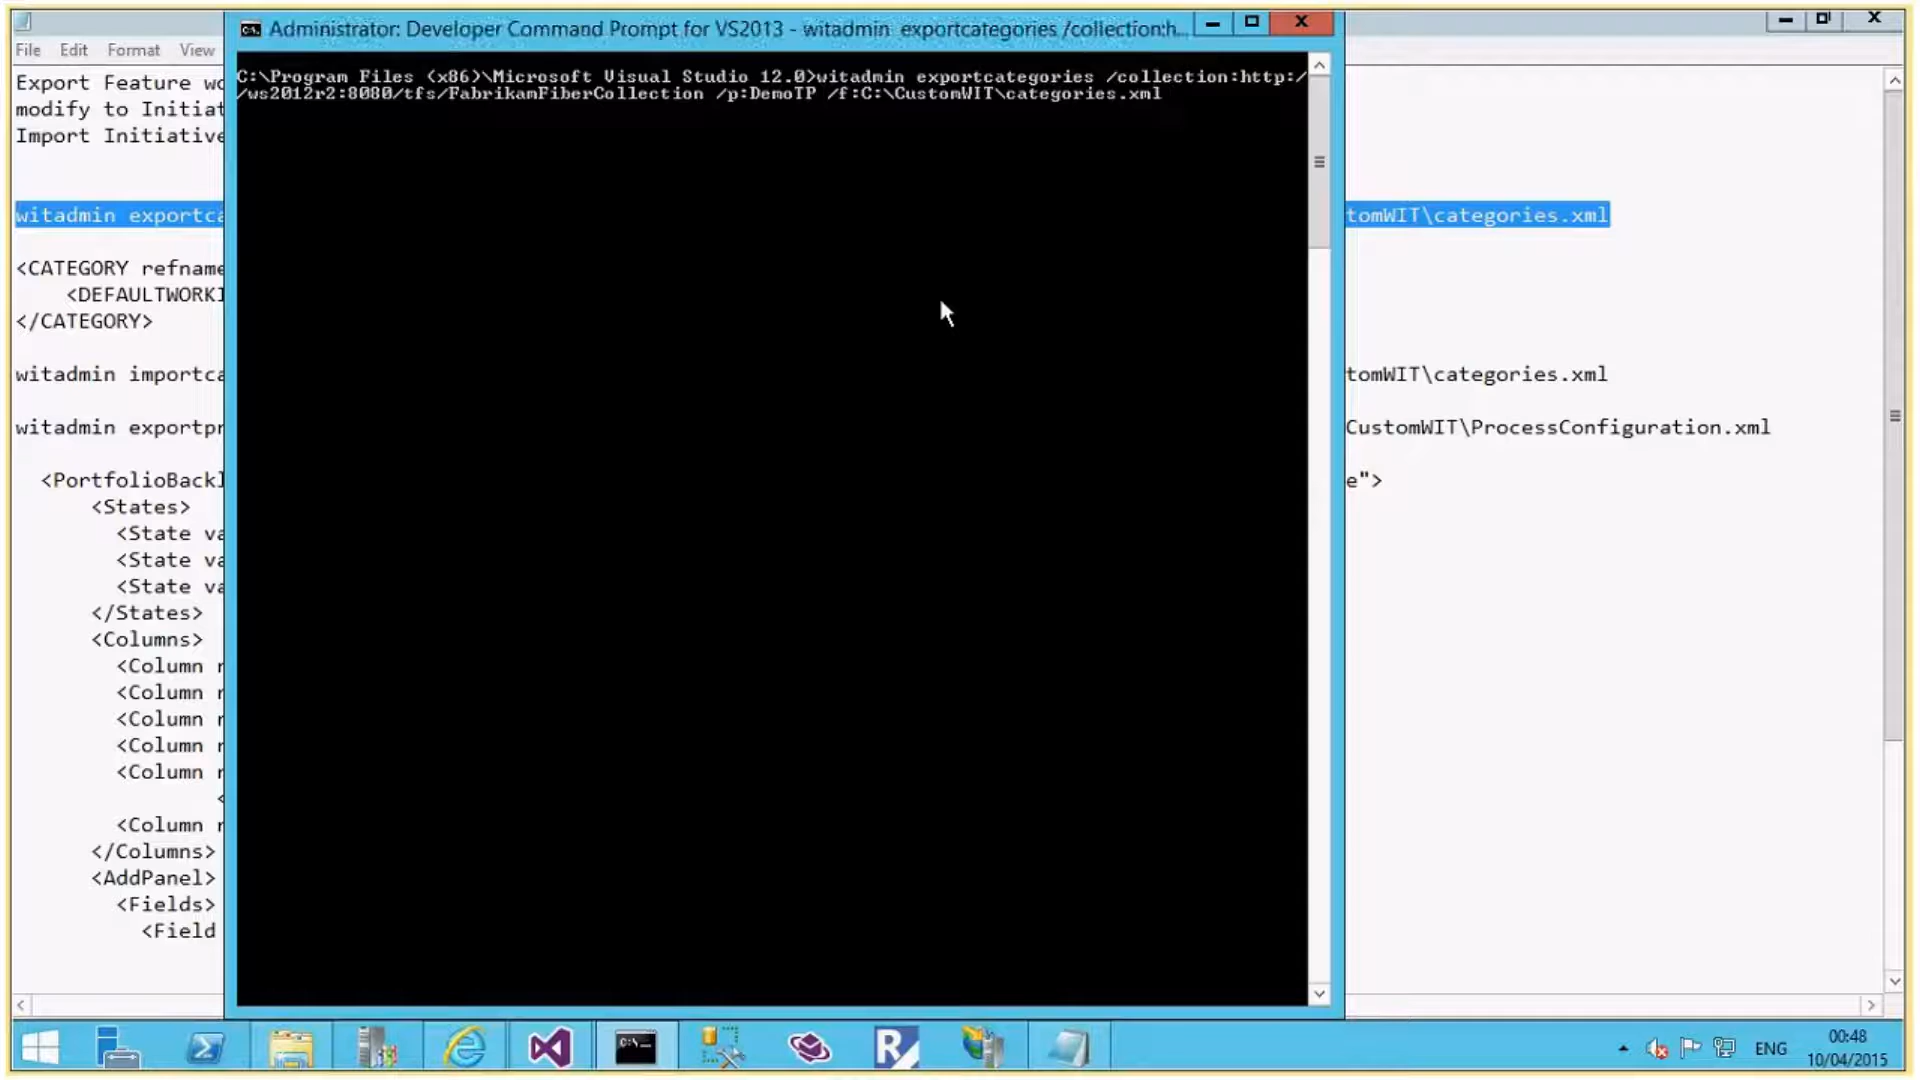 Administrator: Developer Command Prompt for VS2013 - witadmin exportcategories /collection:h...
File Edit Format View
C:\Program Files (x86)\Microsoft Visual Studio 12.0>witadmin exportcategories /collection:http:/
/ws2012r2:8080/tfs/FabrikamFiberCollection /p:DemoTP /f:C:\CustomWIT\categories.xml
Export Feature
modify to Initiat
Import Initiative
witadmin exportca tomWIT\categories.xml
<CATEGORY refname
<DEFAULTWORKI
</CATEGORY>
witadmin importca tomWIT\categories.xml
witadmin exportpr CustomWIT\ProcessConfiguration.xml
<PortfolioBackl e">
<States>
<State va
<State va
<State va
</States>
<Columns>
<Column r
<Column r
<Column r
<Column r
<Column r
<
<Column r
</Columns>
<AddPanel>
<Fields>
<Field
C:\_
ENG
00:48
10/04/2015